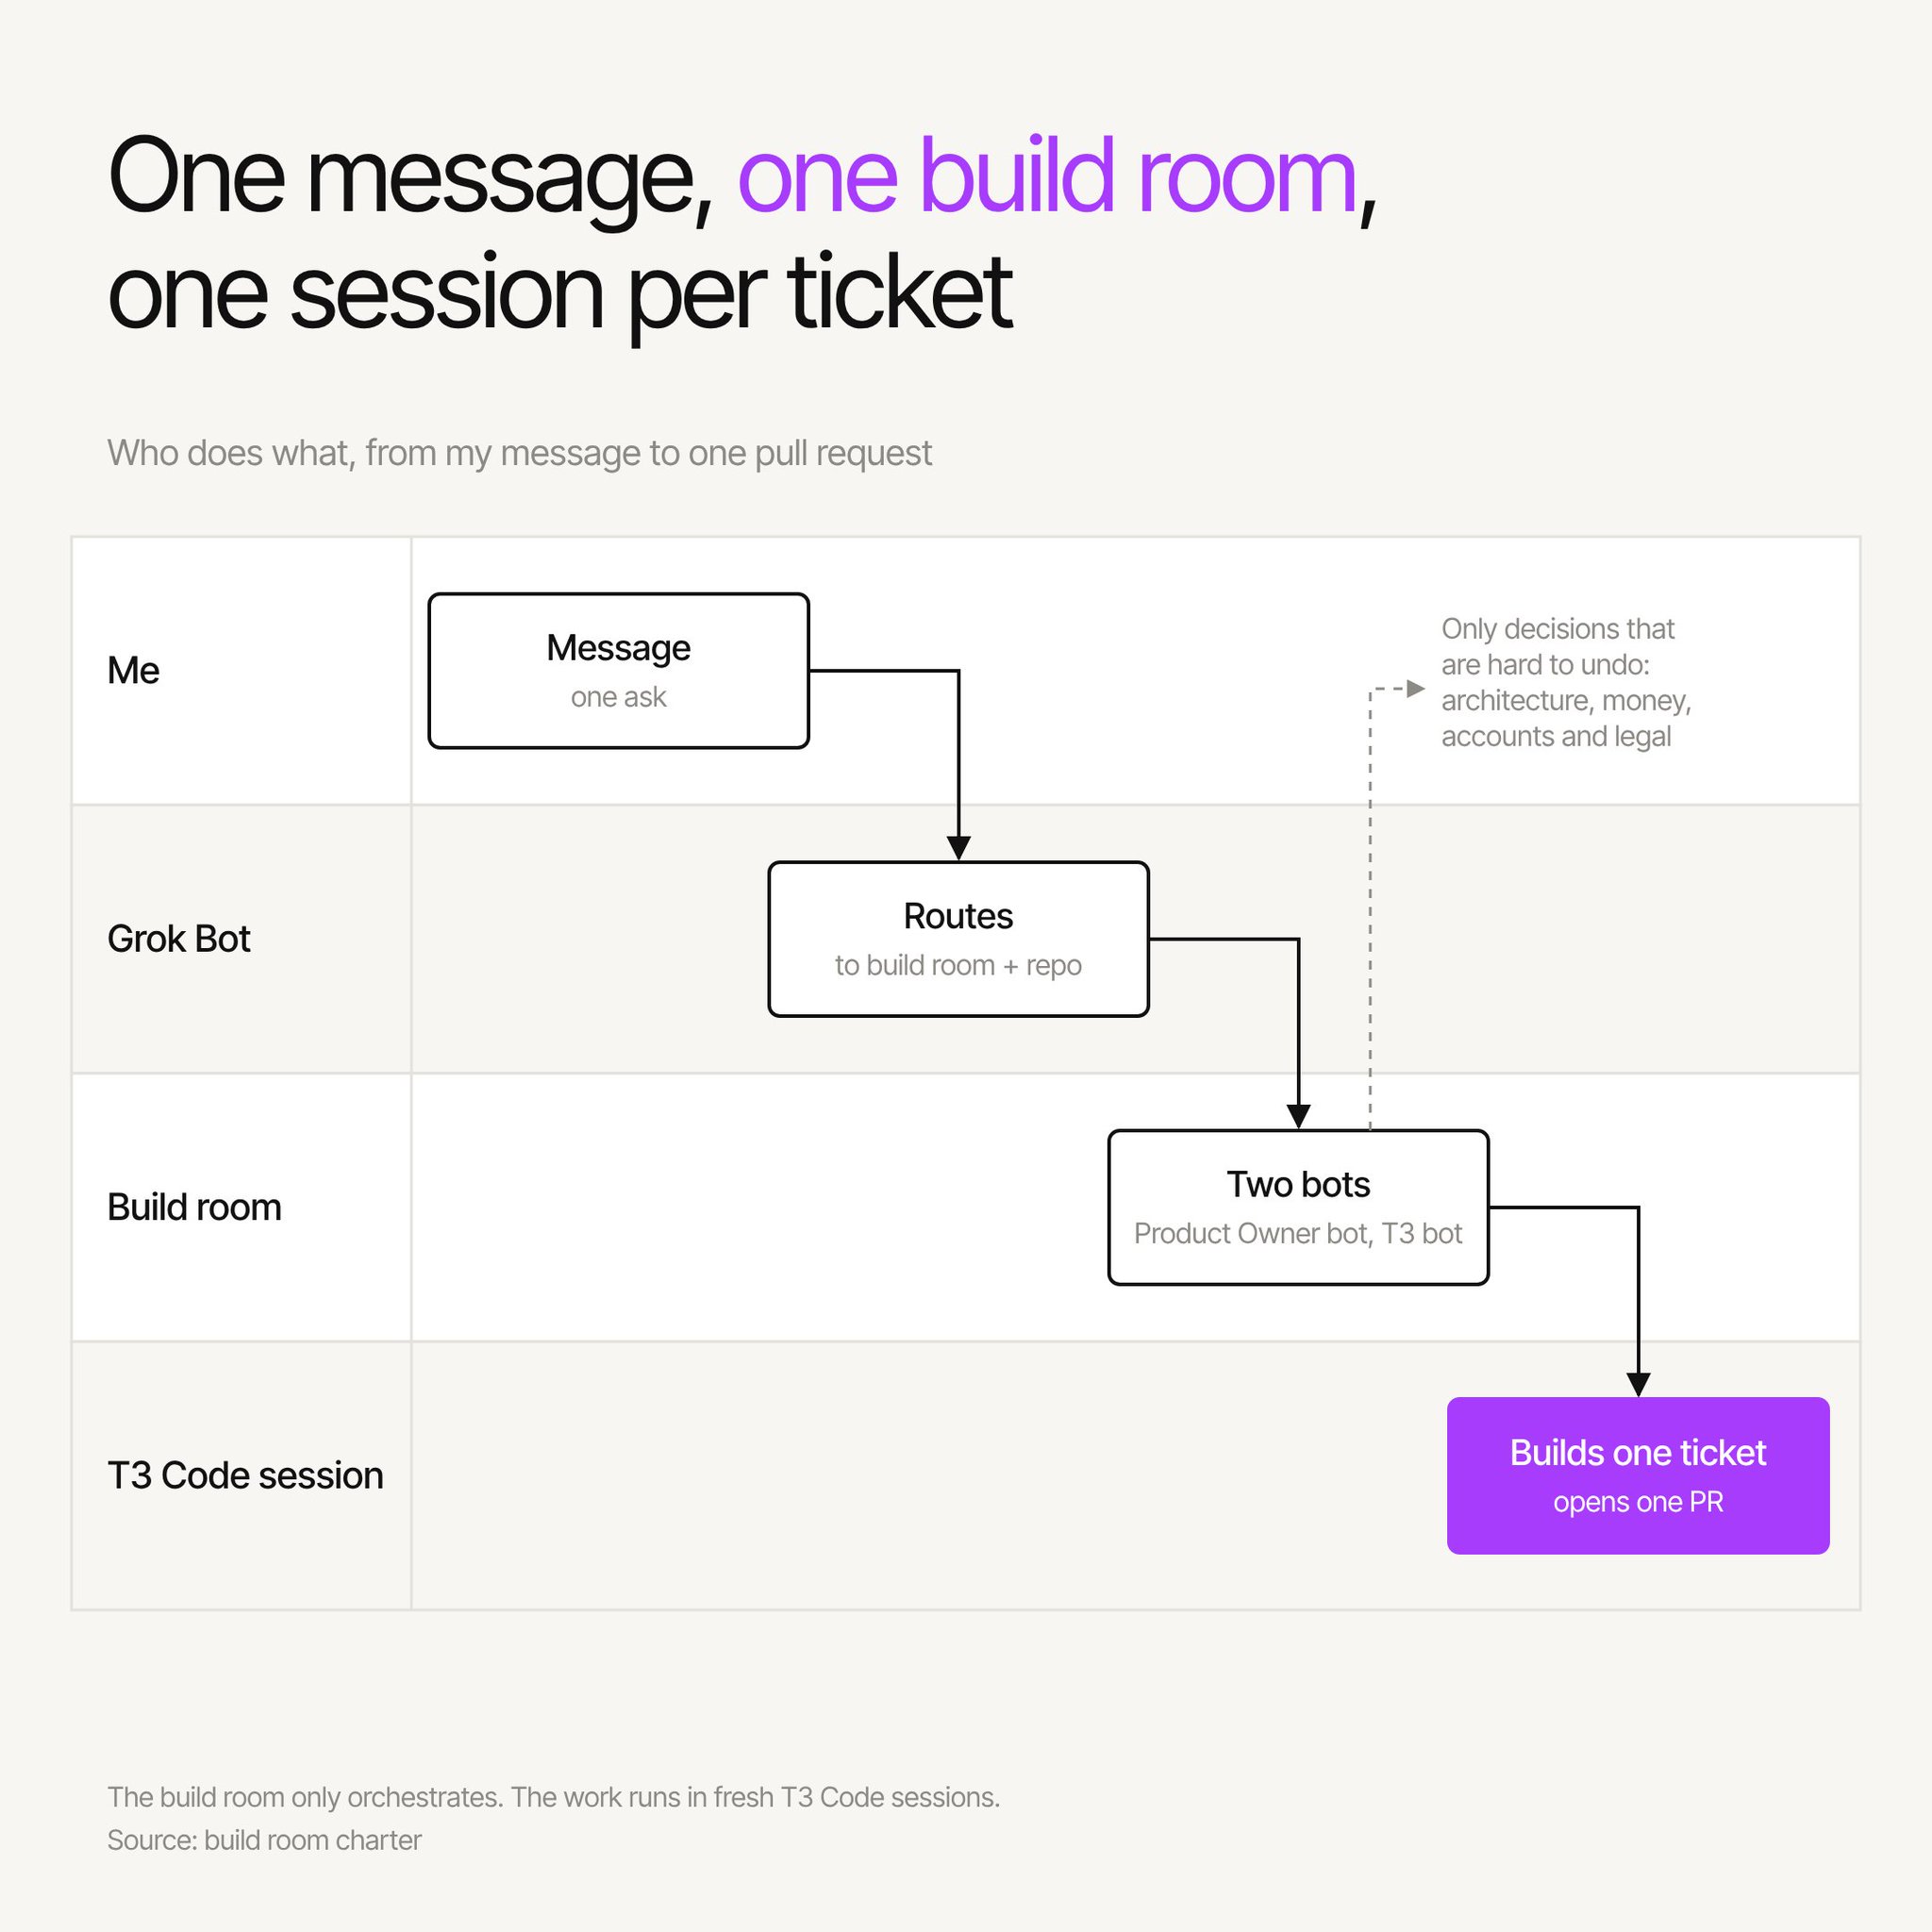 One message, one build room,
one session per ticket
Who does what, from my message to one pull request
Me
Message
one ask
Only decisions that
are hard to undo:
architecture, money,
accounts and legal
Grok Bot
Routes
to build room + repo
Build room
Two bots
Product Owner bot, T3 bot
T3 Code session
Builds one ticket
opens one PR
The build room only orchestrates. The work runs in fresh T3 Code sessions.
Source: build room charter